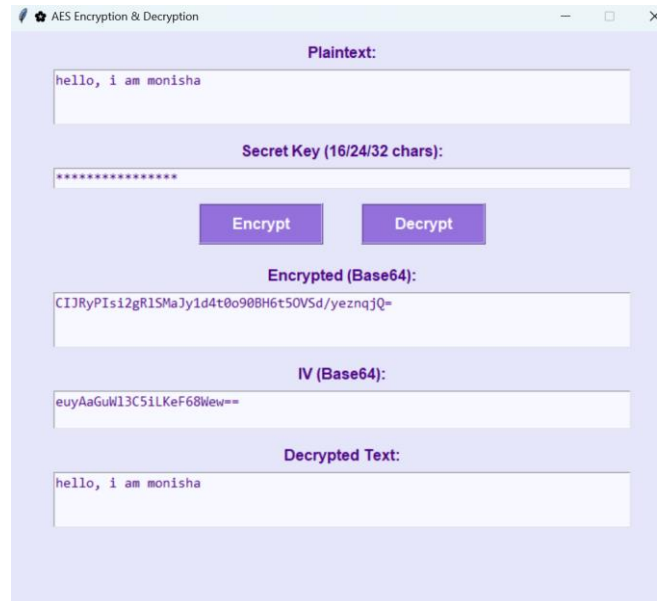 AES Encryption & Decryption
Plaintext:
hello, i am monisha
Secret Key (16/24/32 chars):
****************
Encrypt
Decrypt
Encrypted (Base64):
CIJRyPIsi2gRlSMaJy1d4t0o90BH6t5OVSd/yeznqjQ=
IV (Base64):
euyAaGuWl3C5iLKeF68Wew==
Decrypted Text:
hello, i am monisha